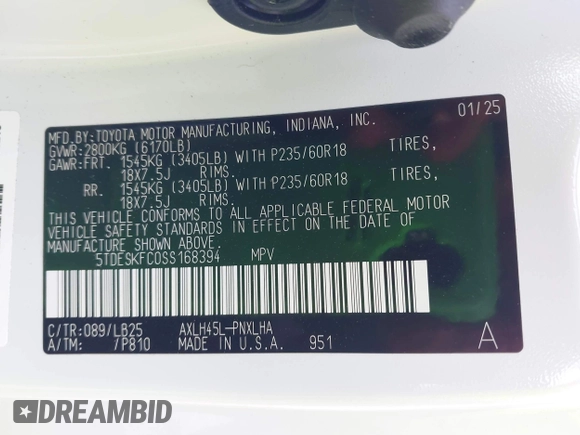 MFD.BY:TOYOTA MOTOR MANUFACTURING, INDIANA, INC. 01/25
GVWR:2800KG (6170LB)
GAWR:FRT. 1545KG (3405LB) WITH P235/60R18 TIRES,
18X7.5J RIMS.
RR. 1545KG (3405LB) WITH P235/60R18 TIRES,
18X7.5J RIMS.
THIS VEHICLE CONFORMS TO ALL APPLICABLE FEDERAL MOTOR
VEHICLE SAFETY STANDARDS IN EFFECT ON THE DATE OF
MANUFACTURE SHOWN ABOVE.
5TDESKFC0SS168394 MPV
C/TR:089/LB25 AXLH45L-PNXLHA
A/TM: 7P810 MADE IN U.S.A. 951 A
DREAMBID